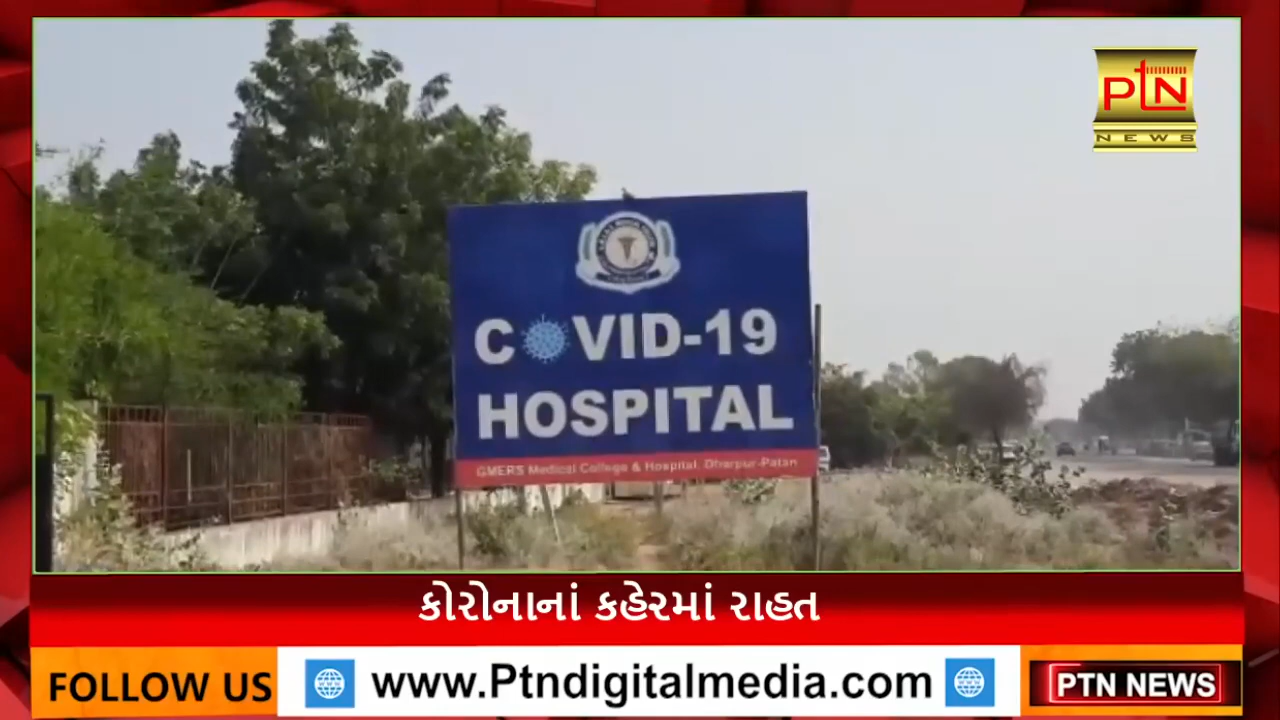 PTN
NEWS
COVID-19
HOSPITAL
GMERS Medical College & Hospital, Dharpur-Patan
કોરોનાનાં કહેરમાં રાહત
FOLLOW US
www.Ptndigitalmedia.com
PTN NEWS